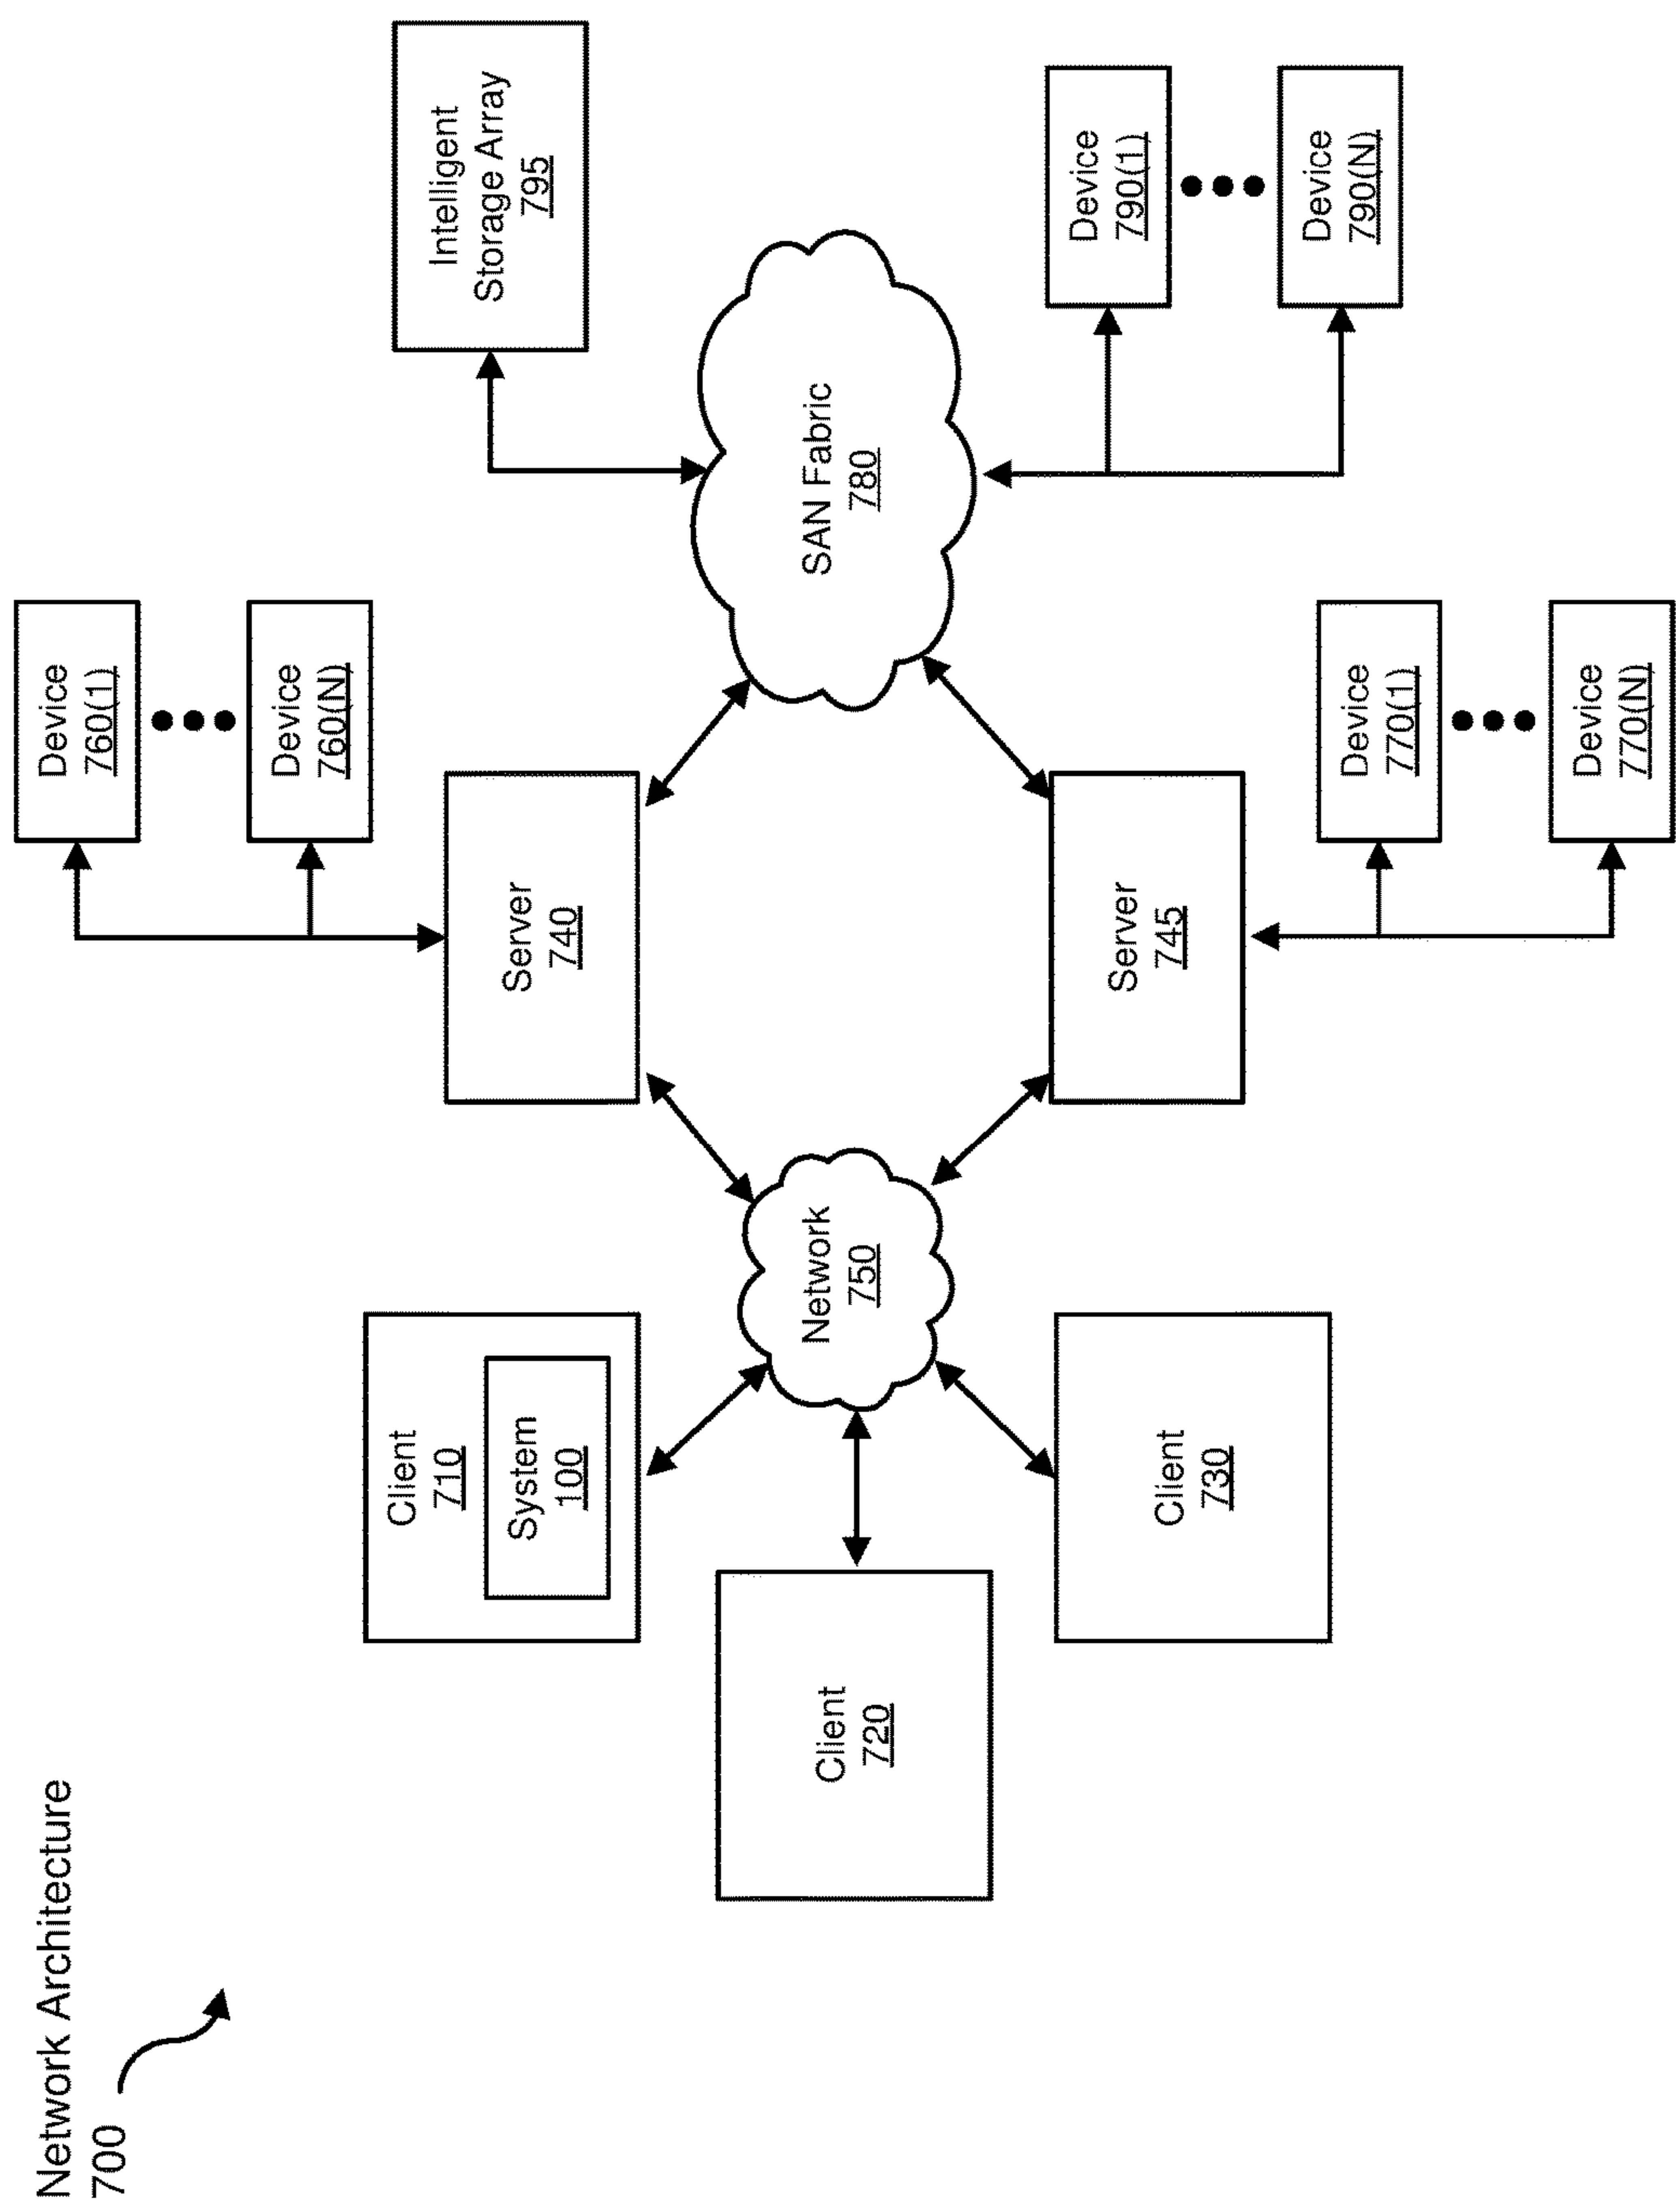 Network Architecture
700
Client
710
System
100
Client
720
Client
730
Network
750
Server
740
Server
745
Device
760(1)
Device
760(N)
Device
770(1)
Device
770(N)
SAN Fabric
780
Intelligent
Storage Array
795
Device
790(1)
Device
790(N)